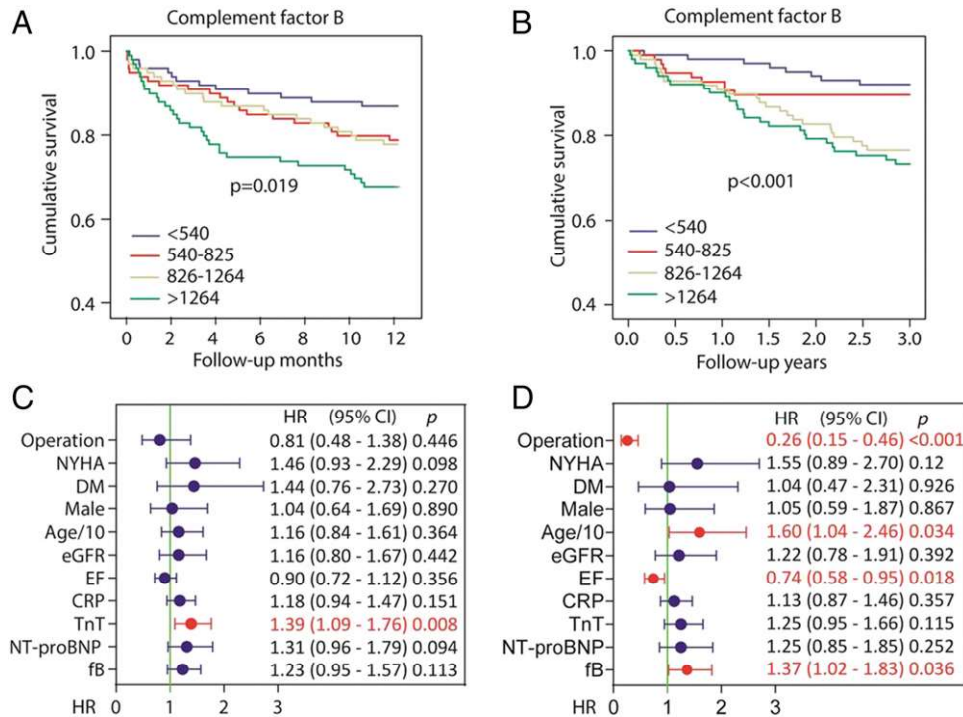 A
Complement factor B
Cumulative survival
1.0
0.8
0.6
0.4
p=0.019
<540
540-825
826-1264
>1264
0 2 4 6 8 10 12
Follow-up months
B
Complement factor B
Cumulative survival
1.0
0.8
0.6
0.4
p<0.001
<540
540-825
826-1264
>1264
0.0 0.5 1.0 1.5 2.0 2.5 3.0
Follow-up years
C
HR (95% CI) p
Operation 0.81 (0.48 - 1.38) 0.446
NYHA 1.46 (0.93 - 2.29) 0.098
DM 1.44 (0.76 - 2.73) 0.270
Male 1.04 (0.64 - 1.69) 0.890
Age/10 1.16 (0.84 - 1.61) 0.364
eGFR 1.16 (0.80 - 1.67) 0.442
EF 0.90 (0.72 - 1.12) 0.356
CRP 1.18 (0.94 - 1.47) 0.151
TnT 1.39 (1.09 - 1.76) 0.008
NT-proBNP 1.31 (0.96 - 1.79) 0.094
fB 1.23 (0.95 - 1.57) 0.113
HR 0 1 2 3
D
HR (95% CI) p
Operation 0.26 (0.15 - 0.46) <0.001
NYHA 1.55 (0.89 - 2.70) 0.12
DM 1.04 (0.47 - 2.31) 0.926
Male 1.05 (0.59 - 1.87) 0.867
Age/10 1.60 (1.04 - 2.46) 0.034
eGFR 1.22 (0.78 - 1.91) 0.392
EF 0.74 (0.58 - 0.95) 0.018
CRP 1.13 (0.87 - 1.46) 0.357
TnT 1.25 (0.95 - 1.66) 0.115
NT-proBNP 1.25 (0.85 - 1.85) 0.252
fB 1.37 (1.02 - 1.83) 0.036
HR 0 1 2 3